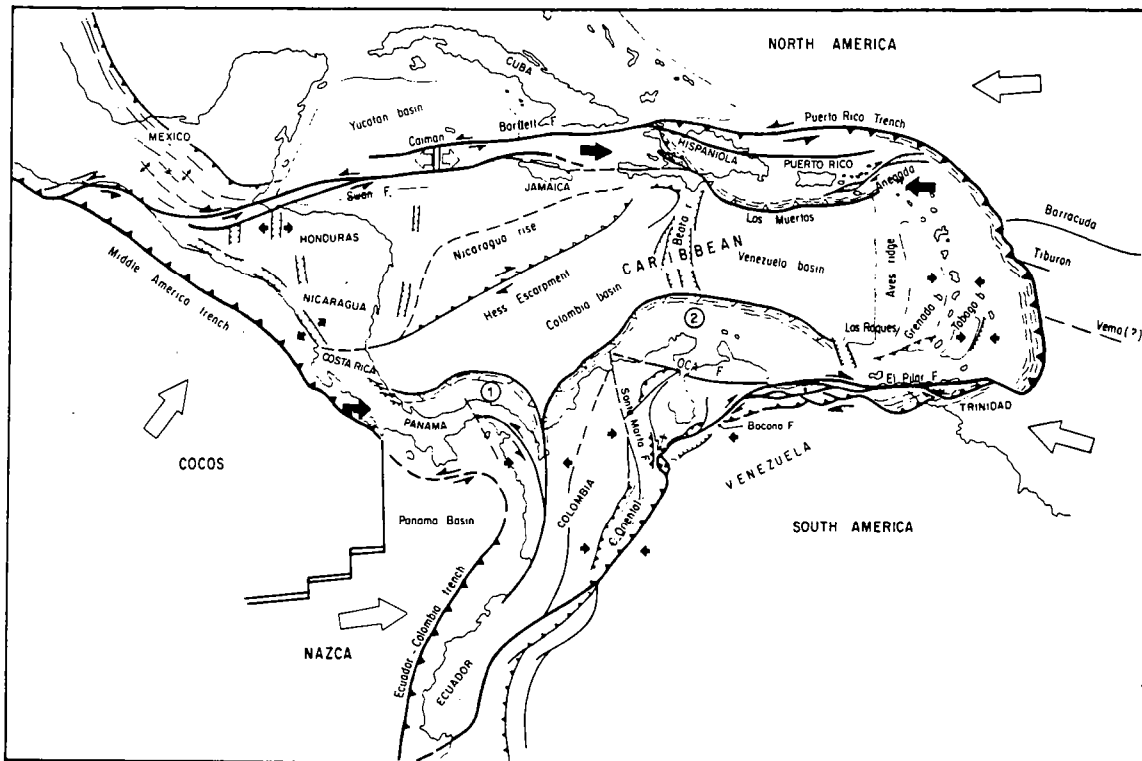 NORTH AMERICA
CUBA
Yucatan basin
MEXICO
Caiman
Bartlett F.
Puerto Rico Trench
HISPANIOLA
PUERTO RICO
Anegada
JAMAICA
Swan F.
Los Muertos
Barracuda
HONDURAS
Nicaragua rise
Beata
CARIBBEAN
Venezuela basin
Aves ridge
Tiburon
Middle America trench
NICARAGUA
Hess Escarpment
Colombia basin
Grenada b
Tobago b
Vema (?)
Los Roques
COSTA RICA
1
2
OCA F.
El Pilar F.
TRINIDAD
PANAMA
Santa Marta F.
Bocono F
VENEZUELA
COCOS
COLOMBIA
Panama Basin
C. Oriental
SOUTH AMERICA
Ecuador - Colombia trench
NAZCA
ECUADOR